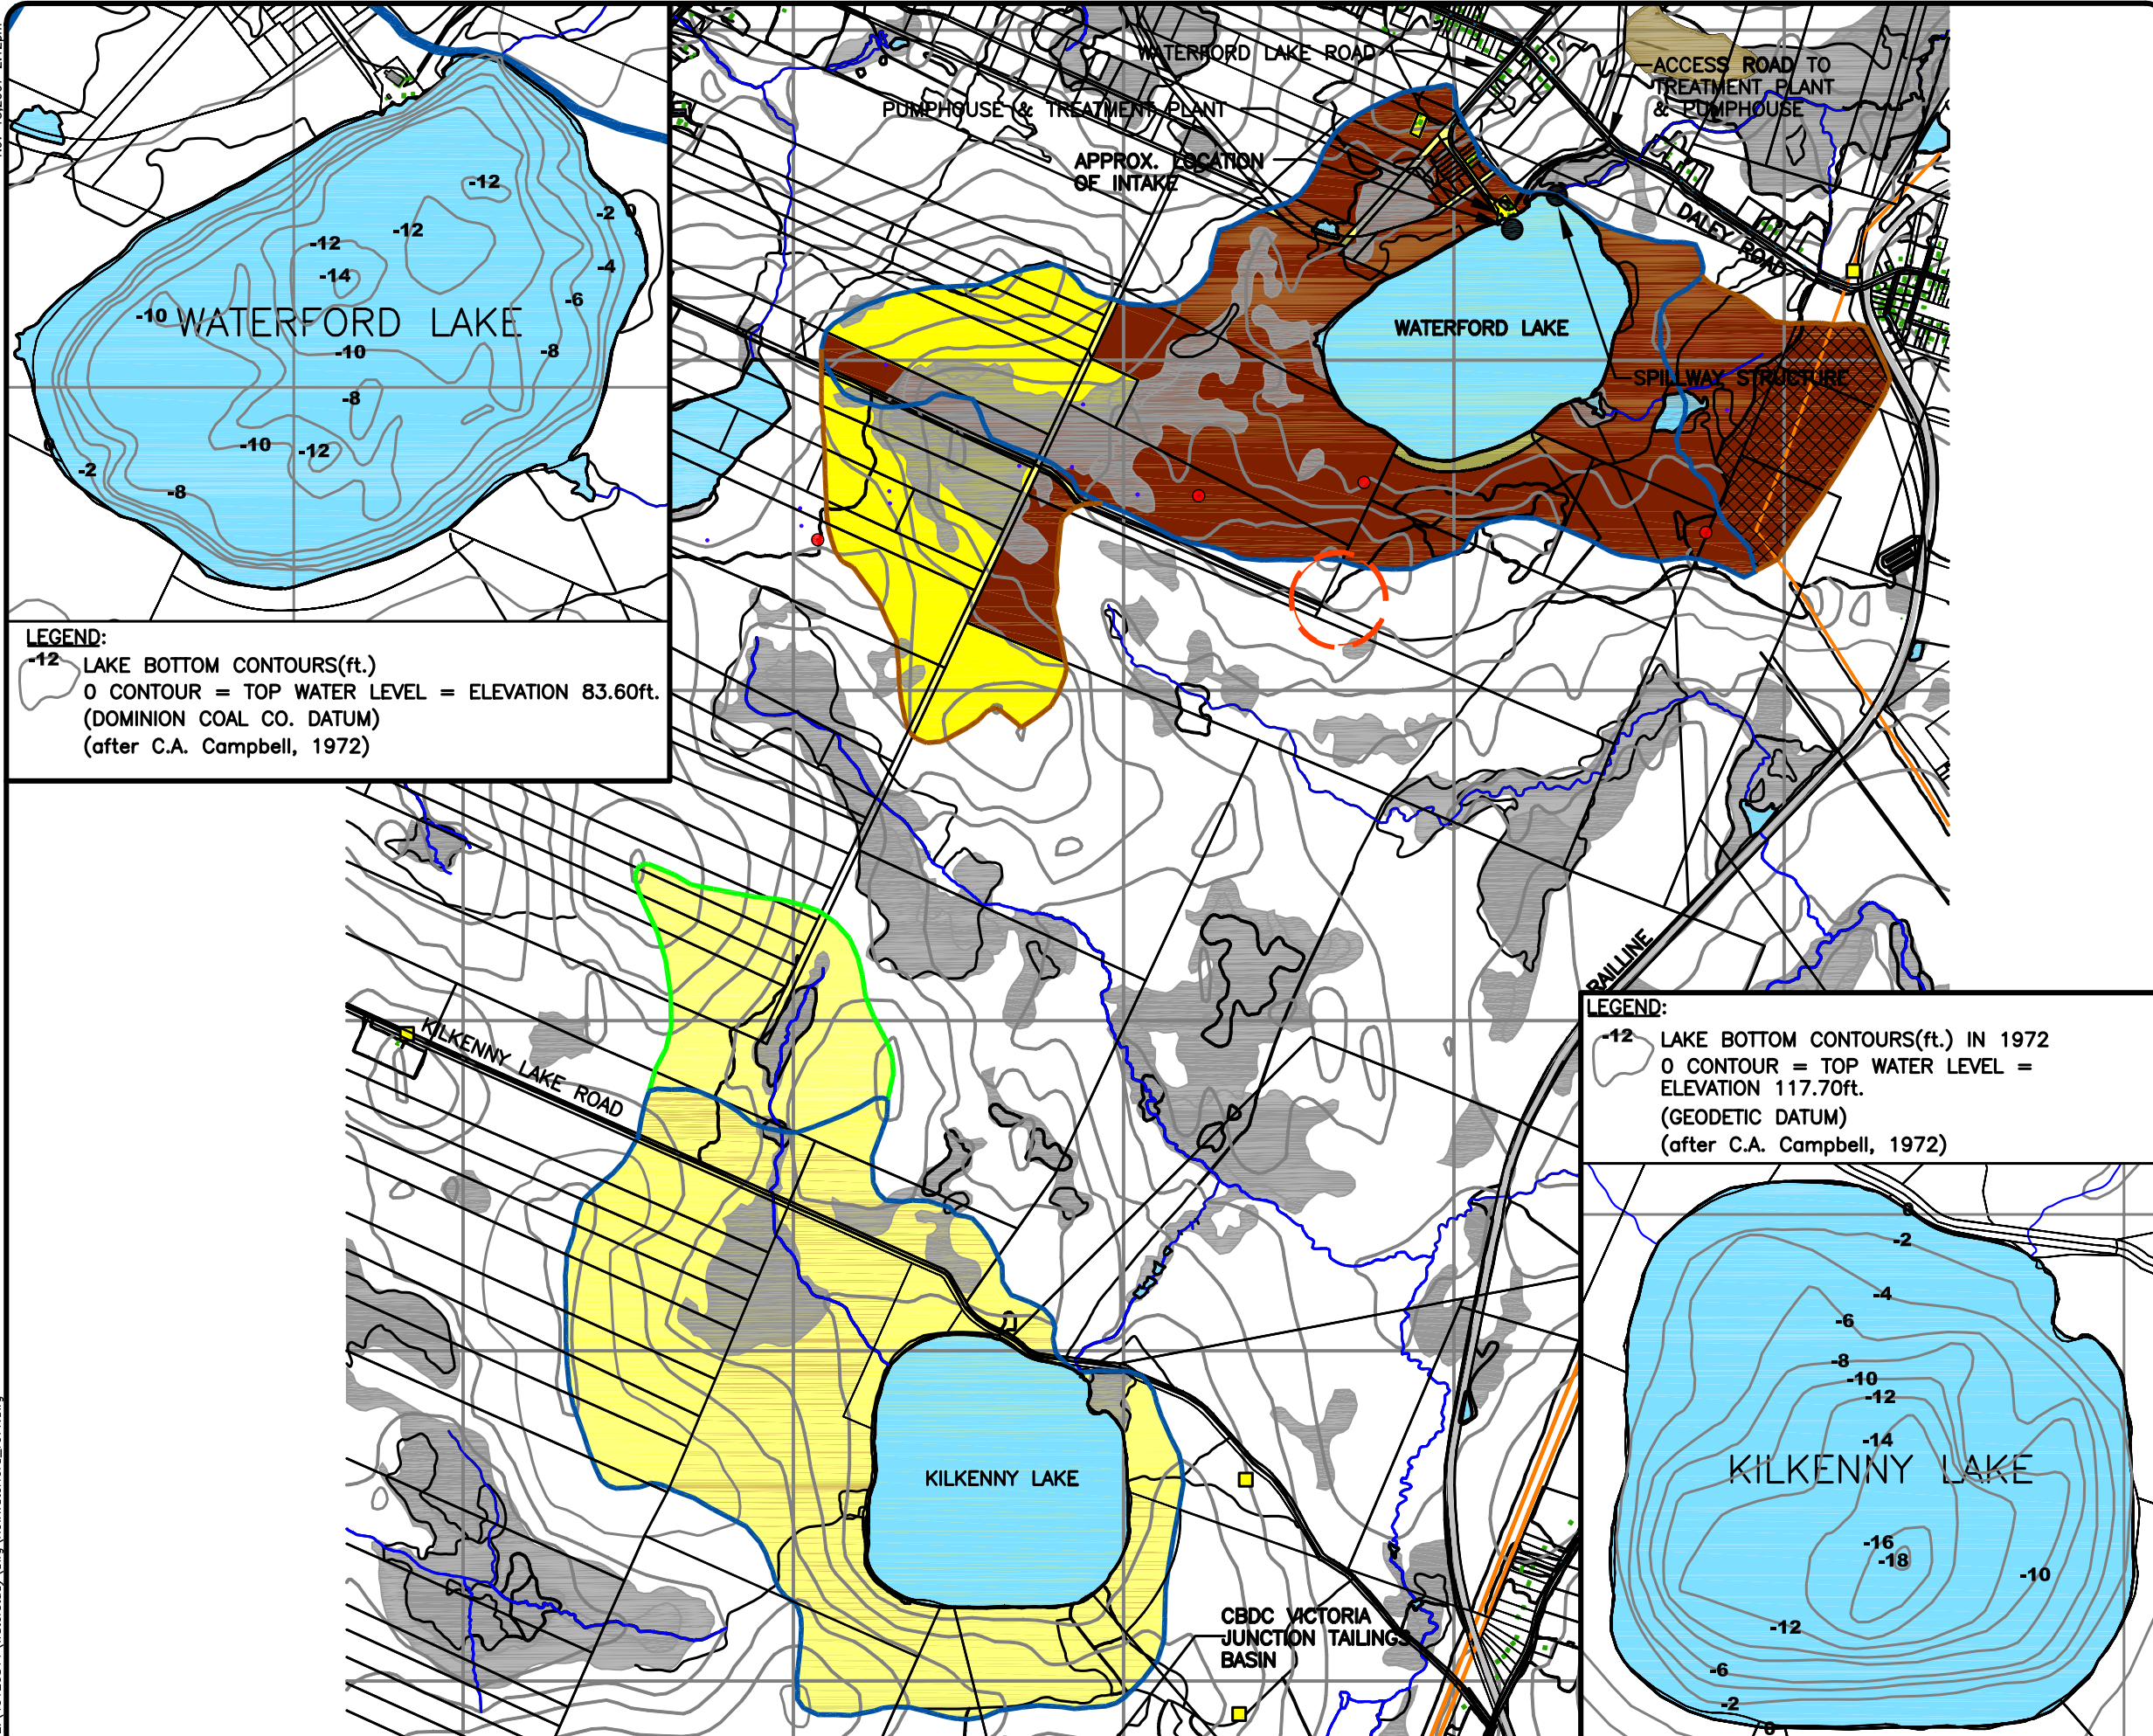 -12
-2
0
-12
-12
-4
-14
-6
-10
WATERFORD LAKE
-10
-8
-8
-10
-12
0
-2
-8
LEGEND:
-12
LAKE BOTTOM CONTOURS(ft.)
0 CONTOUR = TOP WATER LEVEL = ELEVATION 83.60ft.
(DOMINION COAL CO. DATUM)
(after C.A. Campbell, 1972)
WATERFORD LAKE ROAD
ACCESS ROAD TO
TREATMENT PLANT
& PUMPHOUSE
PUMPHOUSE & TREATMENT PLANT
APPROX. LOCATION
OF INTAKE
DALEY ROAD
WATERFORD LAKE
SPILLWAY STRUCTURE
RAILLINE
KILKENNY LAKE ROAD
KILKENNY LAKE
CBDC VICTORIA
JUNCTION TAILINGS
BASIN
LEGEND:
-12
LAKE BOTTOM CONTOURS(ft.) IN 1972
0 CONTOUR = TOP WATER LEVEL =
ELEVATION 117.70ft.
(GEODETIC DATUM)
(after C.A. Campbell, 1972)
0
-2
-4
-6
-8
-10
-12
-14
KILKENNY LAKE
-16
-18
-10
-12
-6
-2
0